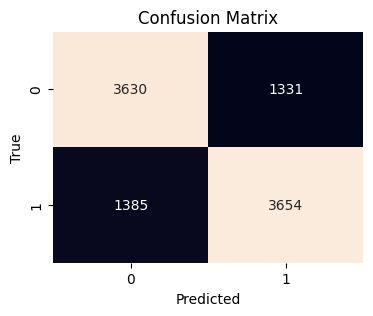 Confusion Matrix
True
0
3630
1331
1
1385
3654
0
1
Predicted